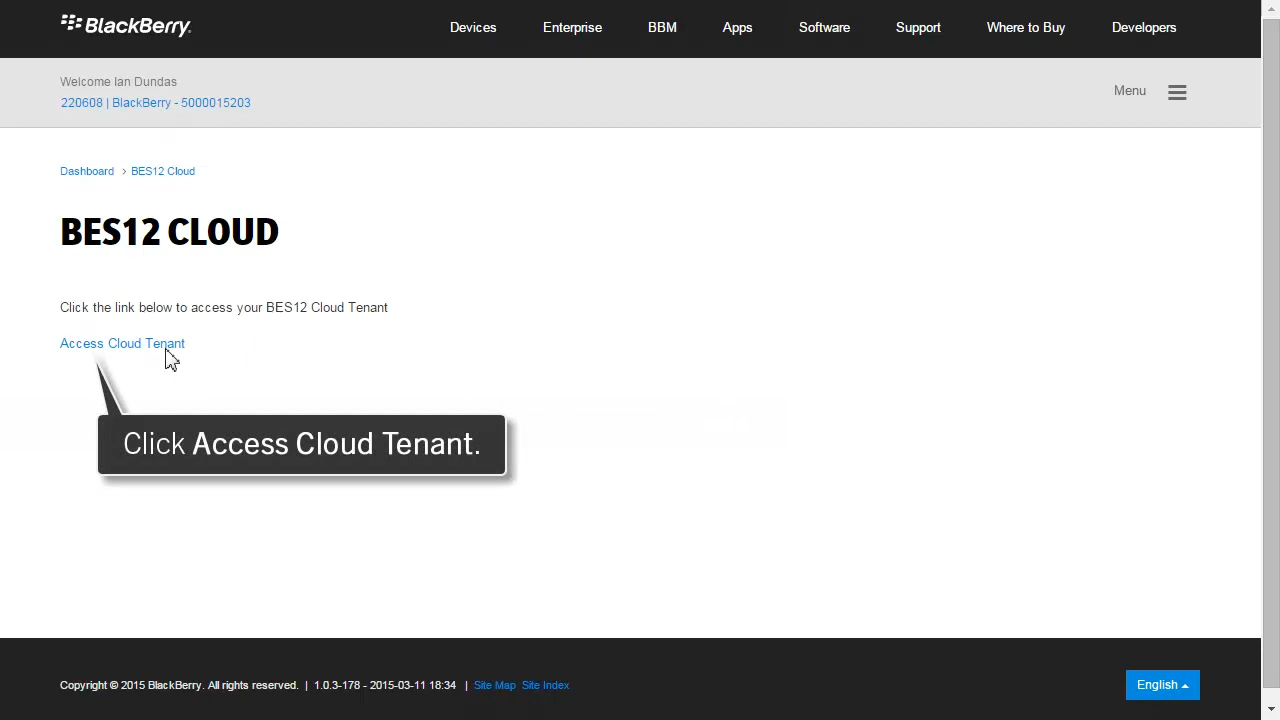 BlackBerry
Devices Enterprise BBM Apps Software Support Where to Buy Developers
Welcome Ian Dundas
220608 | BlackBerry - 5000015203
Menu
Dashboard > BES12 Cloud
BES12 CLOUD
Click the link below to access your BES12 Cloud Tenant
Access Cloud Tenant
Click Access Cloud Tenant.
Copyright © 2015 BlackBerry. All rights reserved. | 1.0.3-178 - 2015-03-11 18:34 | Site Map Site Index
English